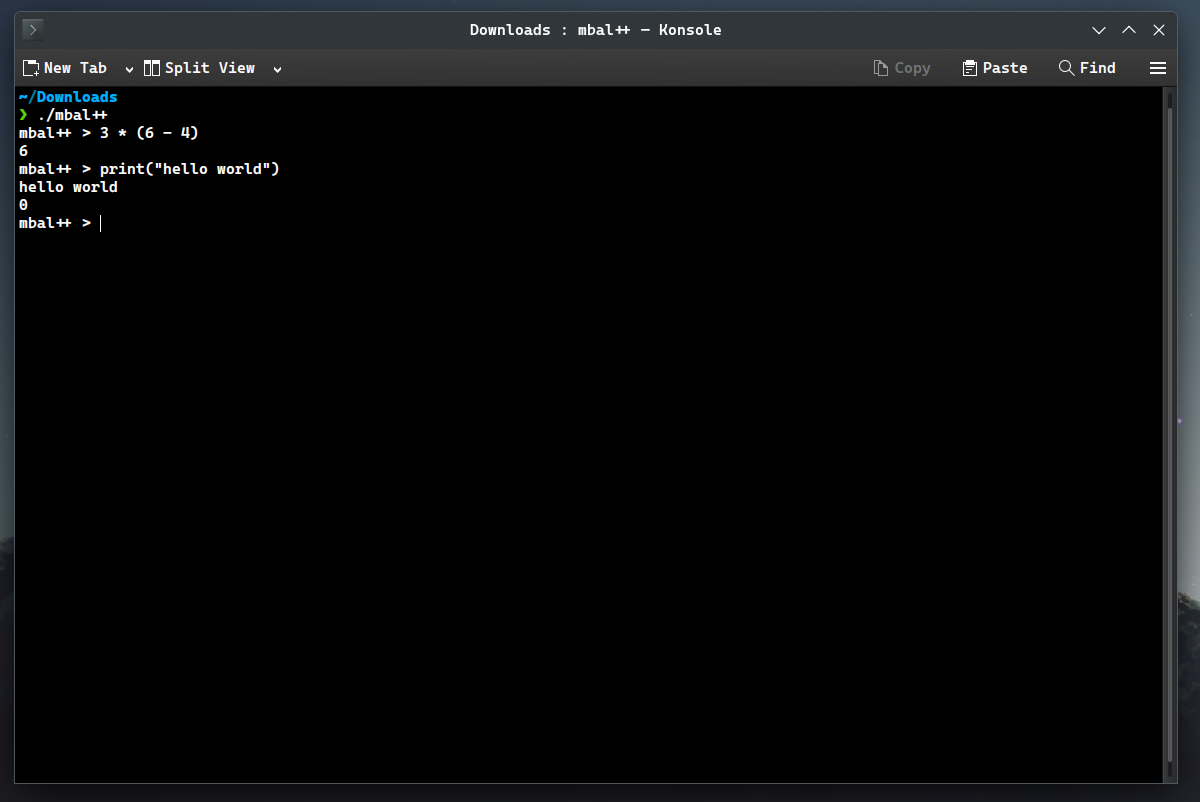 Downloads : mbal++ — Konsole
New Tab Split View Copy Paste Find
~/Downloads
❯ ./mbal++
mbal++ > 3 * (6 - 4)
6
mbal++ > print("hello world")
hello world
0
mbal++ >